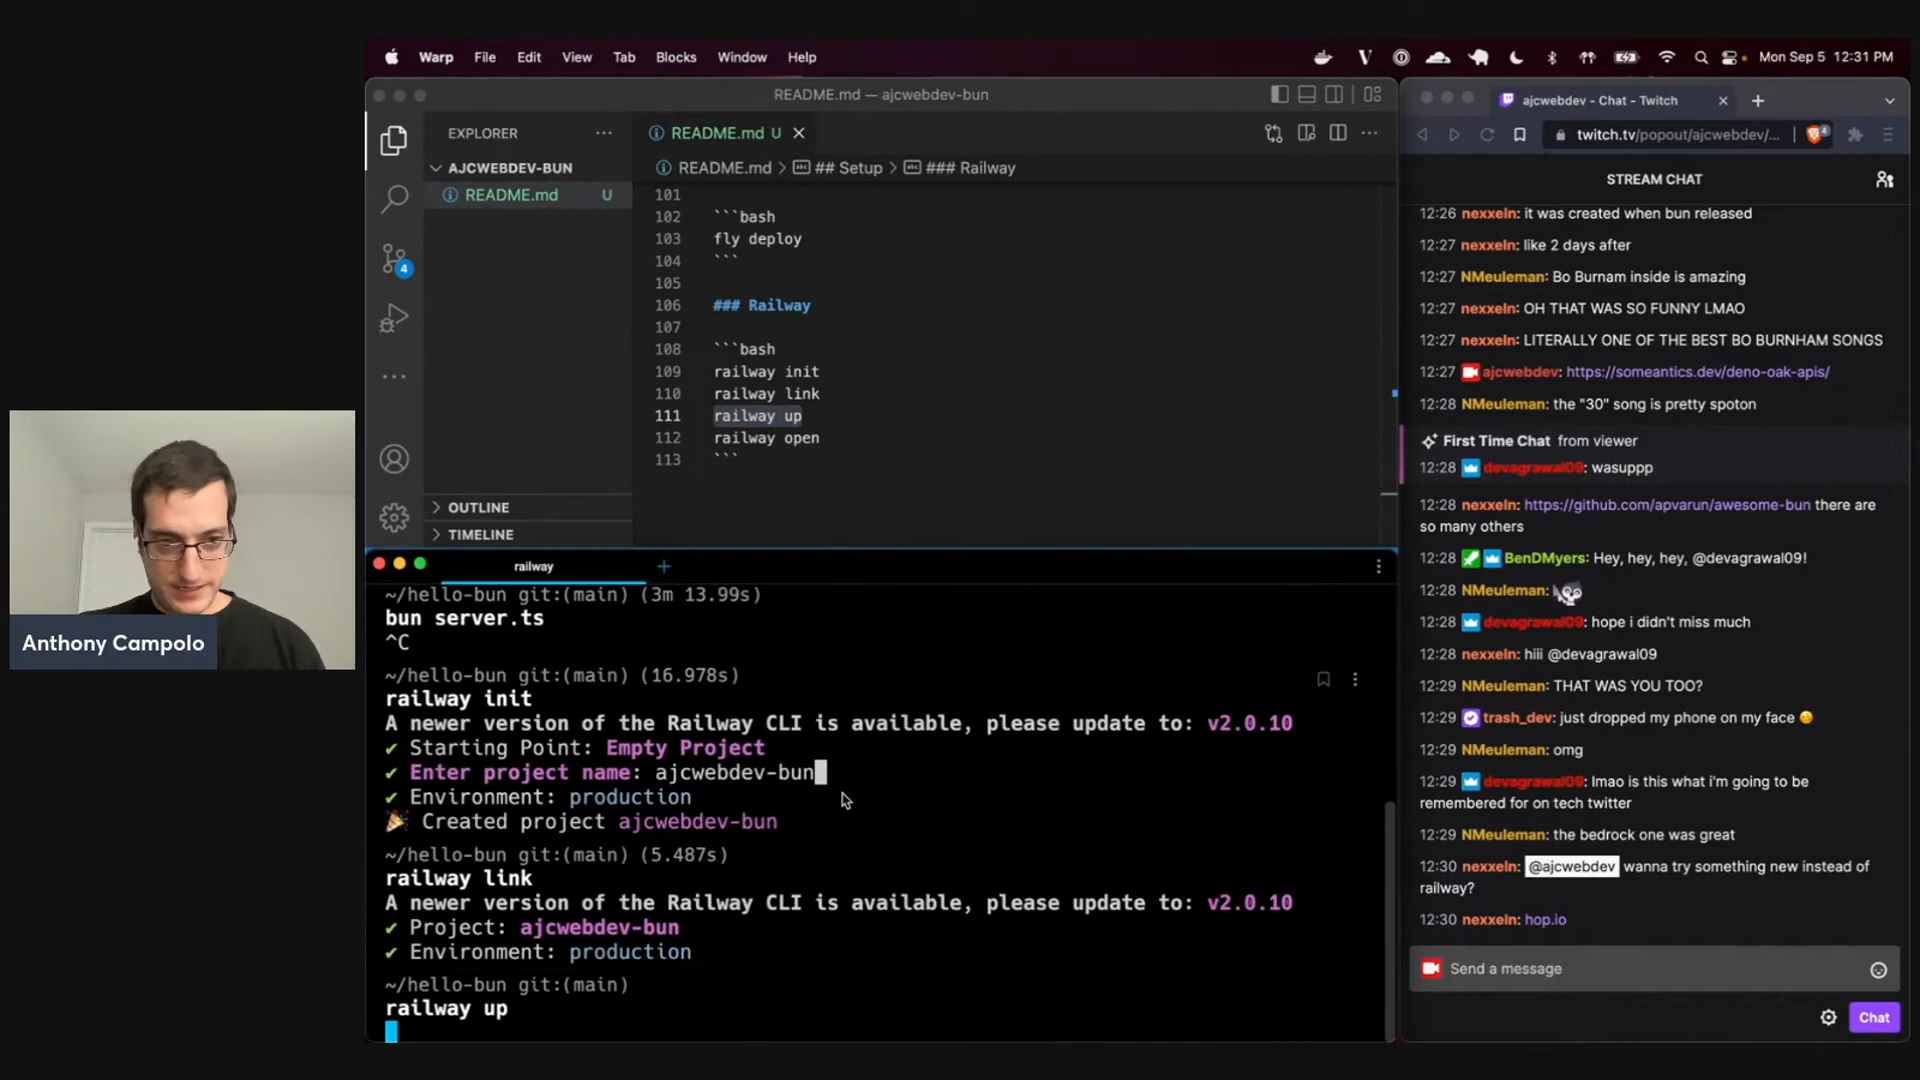 Warp File Edit View Tab Blocks Window Help
Mon Sep 5 12:31 PM
README.md — ajcwebdev-bun
EXPLORER
README.md U
AJCWEBDEV-BUN
README.md U
README.md > ## Setup > ### Railway
4
101
102 ```bash
103 fly deploy
104 ```
105
106 ### Railway
107
108 ```bash
109 railway init
110 railway link
111 railway up
112 railway open
113 ```
OUTLINE
TIMELINE
railway
~/hello-bun git:(main) (3m 13.99s)
bun server.ts
^C
~/hello-bun git:(main) (16.978s)
railway init
A newer version of the Railway CLI is available, please update to: v2.0.10
✔ Starting Point: Empty Project
✔ Enter project name: ajcwebdev-bun
✔ Environment: production
🎉 Created project ajcwebdev-bun
~/hello-bun git:(main) (5.487s)
railway link
A newer version of the Railway CLI is available, please update to: v2.0.10
✔ Project: ajcwebdev-bun
✔ Environment: production
~/hello-bun git:(main)
railway up
Anthony Campolo
ajcwebdev - Chat - Twitch
twitch.tv/popout/ajcwebdev/...
4
STREAM CHAT
12:26 nexxeln: it was created when bun released
12:27 nexxeln: like 2 days after
12:27 NMeuleman: Bo Burnam inside is amazing
12:27 nexxeln: OH THAT WAS SO FUNNY LMAO
12:27 nexxeln: LITERALLY ONE OF THE BEST BO BURNHAM SONGS
12:27 ajcwebdev: https://someantics.dev/deno-oak-apis/
12:28 NMeuleman: the "30" song is pretty spoton
First Time Chat from viewer
12:28 devagrawal09: wasuppp
12:28 nexxeln: https://github.com/apvarun/awesome-bun there are
so many others
12:28 BenDMyers: Hey, hey, hey, @devagrawal09!
12:28 NMeuleman:
12:28 devagrawal09: hope i didn't miss much
12:28 nexxeln: hiii @devagrawal09
12:29 NMeuleman: THAT WAS YOU TOO?
12:29 trash_dev: just dropped my phone on my face
12:29 NMeuleman: omg
12:29 devagrawal09: lmao is this what i'm going to be
remembered for on tech twitter
12:29 NMeuleman: the bedrock one was great
12:30 nexxeln: @ajcwebdev wanna try something new instead of
railway?
12:30 nexxeln: hop.io
Send a message
Chat